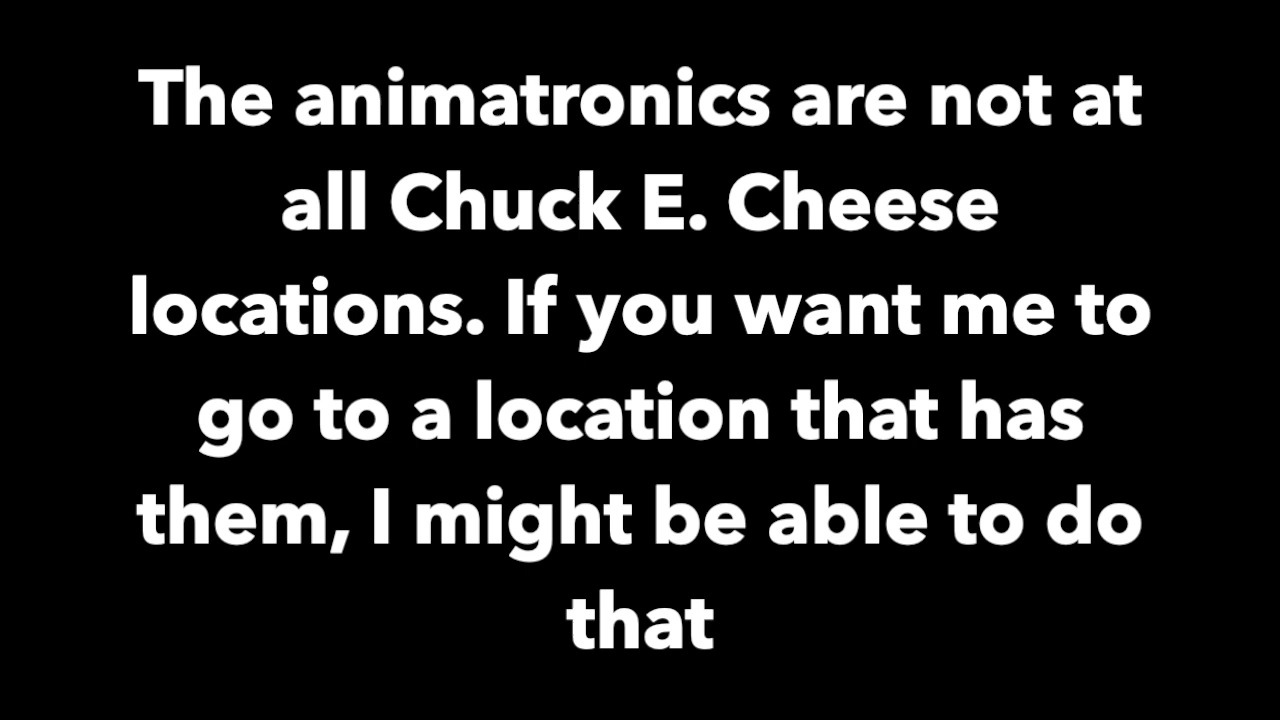 The animatronics are not at
all Chuck E. Cheese
locations. If you want me to
go to a location that has
them, I might be able to do
that